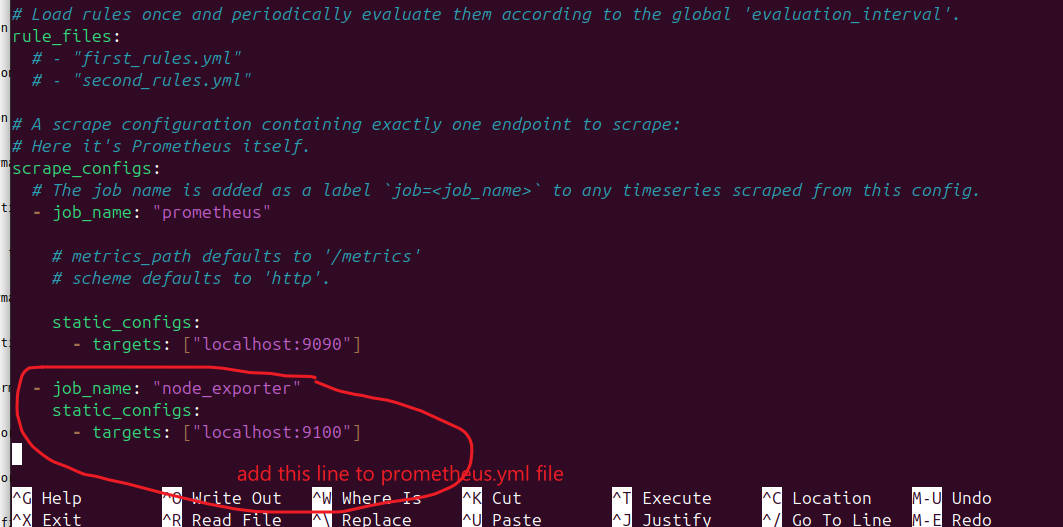 # Load rules once and periodically evaluate them according to the global 'evaluation_interval'.
rule_files:
  # - "first_rules.yml"
  # - "second_rules.yml"
# A scrape configuration containing exactly one endpoint to scrape:
# Here it's Prometheus itself.
scrape_configs:
  # The job name is added as a label `job=<job_name>` to any timeseries scraped from this config.
  - job_name: "prometheus"
    # metrics_path defaults to '/metrics'
    # scheme defaults to 'http'.
    static_configs:
      - targets: ["localhost:9090"]
  - job_name: "node_exporter"
    static_configs:
      - targets: ["localhost:9100"]
add this line to prometheus.yml file
^G Help ^O Write Out ^W Where Is ^K Cut ^T Execute ^C Location M-U Undo
^X Exit ^R Read File ^\ Replace ^U Paste ^J Justify ^/ Go To Line M-E Redo